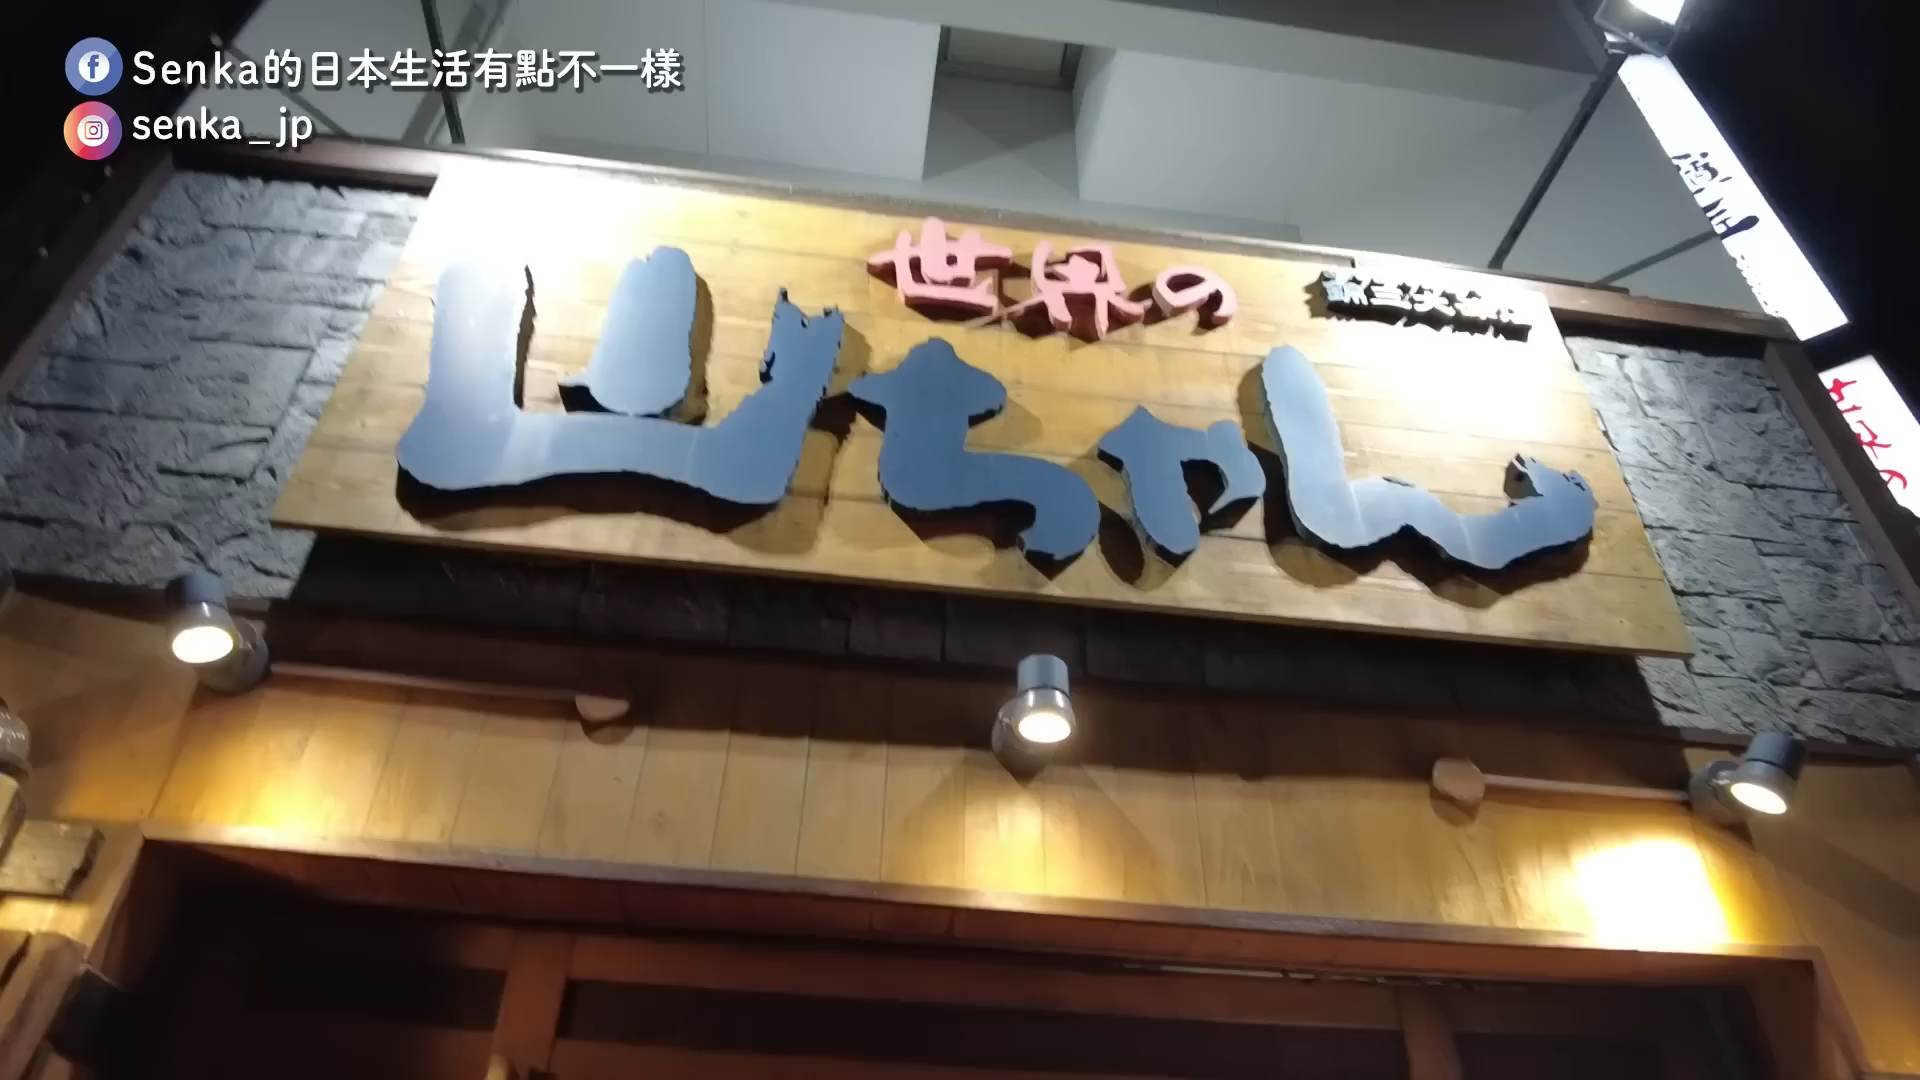 Senka的日本生活有點不一樣
senka_jp
世界の
山ちゃん